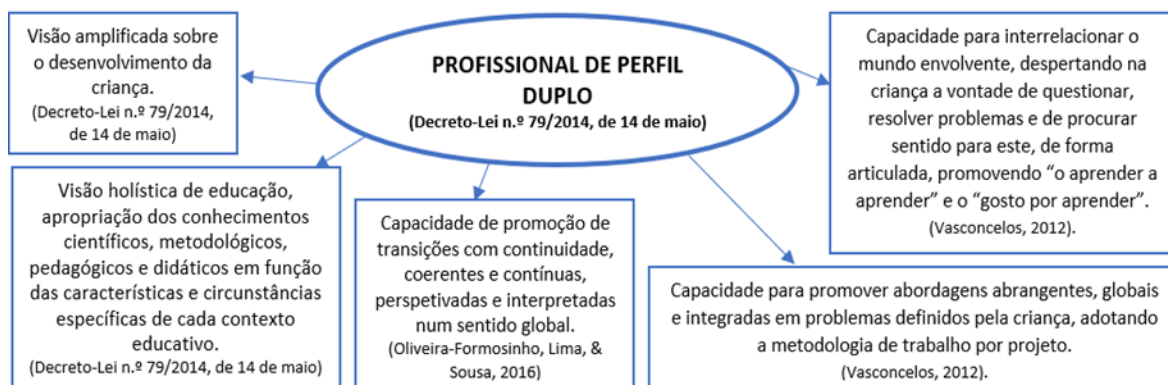 PROFISSIONAL DE PERFIL
DUPLO
(Decreto-Lei n.º 79/2014, de 14 de maio)
Visão amplificada sobre
o desenvolvimento da
criança.
(Decreto-Lei n.º 79/2014,
de 14 de maio)
Visão holística de educação,
apropriação dos conhecimentos
científicos, metodológicos,
pedagógicos e didáticos em função
das características e circunstâncias
específicas de cada contexto
educativo.
(Decreto-Lei n.º 79/2014, de 14 de maio)
Capacidade de promoção de
transições com continuidade,
coerentes e contínuas,
perspetivadas e interpretadas
num sentido global.
(Oliveira-Formosinho, Lima, &
Sousa, 2016)
Capacidade para interrelacionar o
mundo envolvente, despertando na
criança a vontade de questionar,
resolver problemas e de procurar
sentido para este, de forma
articulada, promovendo “o aprender a
aprender” e o “gosto por aprender”.
(Vasconcelos, 2012).
Capacidade para promover abordagens abrangentes, globais
e integradas em problemas definidos pela criança, adotando
a metodologia de trabalho por projeto.
(Vasconcelos, 2012).